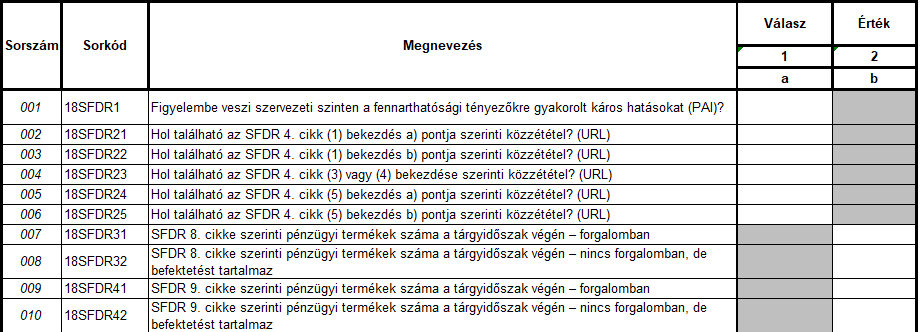 Sorszám Sorkód Megnevezés Válasz Érték
1 2
a b
001 18SFDR1 Figyelembe veszi szervezeti szinten a fennarthatósági tényezőkre gyakorolt káros hatásokat (PAI)?
002 18SFDR21 Hol található az SFDR 4. cikk (1) bekezdés a) pontja szerinti közzététel? (URL)
003 18SFDR22 Hol található az SFDR 4. cikk (1) bekezdés b) pontja szerinti közzététel? (URL)
004 18SFDR23 Hol található az SFDR 4. cikk (3) vagy (4) bekezdése szerinti közzététel? (URL)
005 18SFDR24 Hol található az SFDR 4. cikk (5) bekezdés a) pontja szerinti közzététel? (URL)
006 18SFDR25 Hol található az SFDR 4. cikk (5) bekezdés b) pontja szerinti közzététel? (URL)
007 18SFDR31 SFDR 8. cikke szerinti pénzügyi termékek száma a tárgyidőszak végén – forgalomban
008 18SFDR32 SFDR 8. cikke szerinti pénzügyi termékek száma a tárgyidőszak végén – nincs forgalomban, de
befektetést tartalmaz
009 18SFDR41 SFDR 9. cikke szerinti pénzügyi termékek száma a tárgyidőszak végén – forgalomban
010 18SFDR42 SFDR 9. cikke szerinti pénzügyi termékek száma a tárgyidőszak végén – nincs forgalomban, de
befektetést tartalmaz